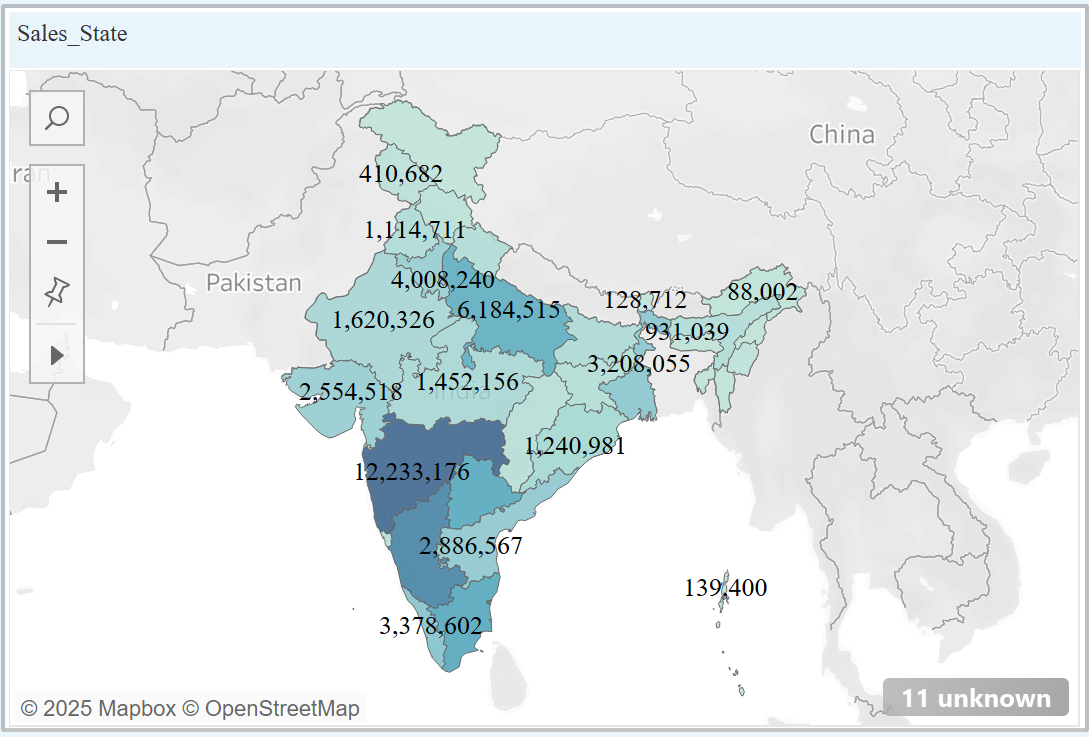 Sales_State
China
ran
410,682
1,114,711
Pakistan
4,008,240
128,712
88,002
6,184,515
1,620,326
931,039
3,208,055
2,554,518
1,452,156
India
1,240,981
12,233,176
2,886,567
139,400
3,378,602
11 unknown
© 2025 Mapbox © OpenStreetMap